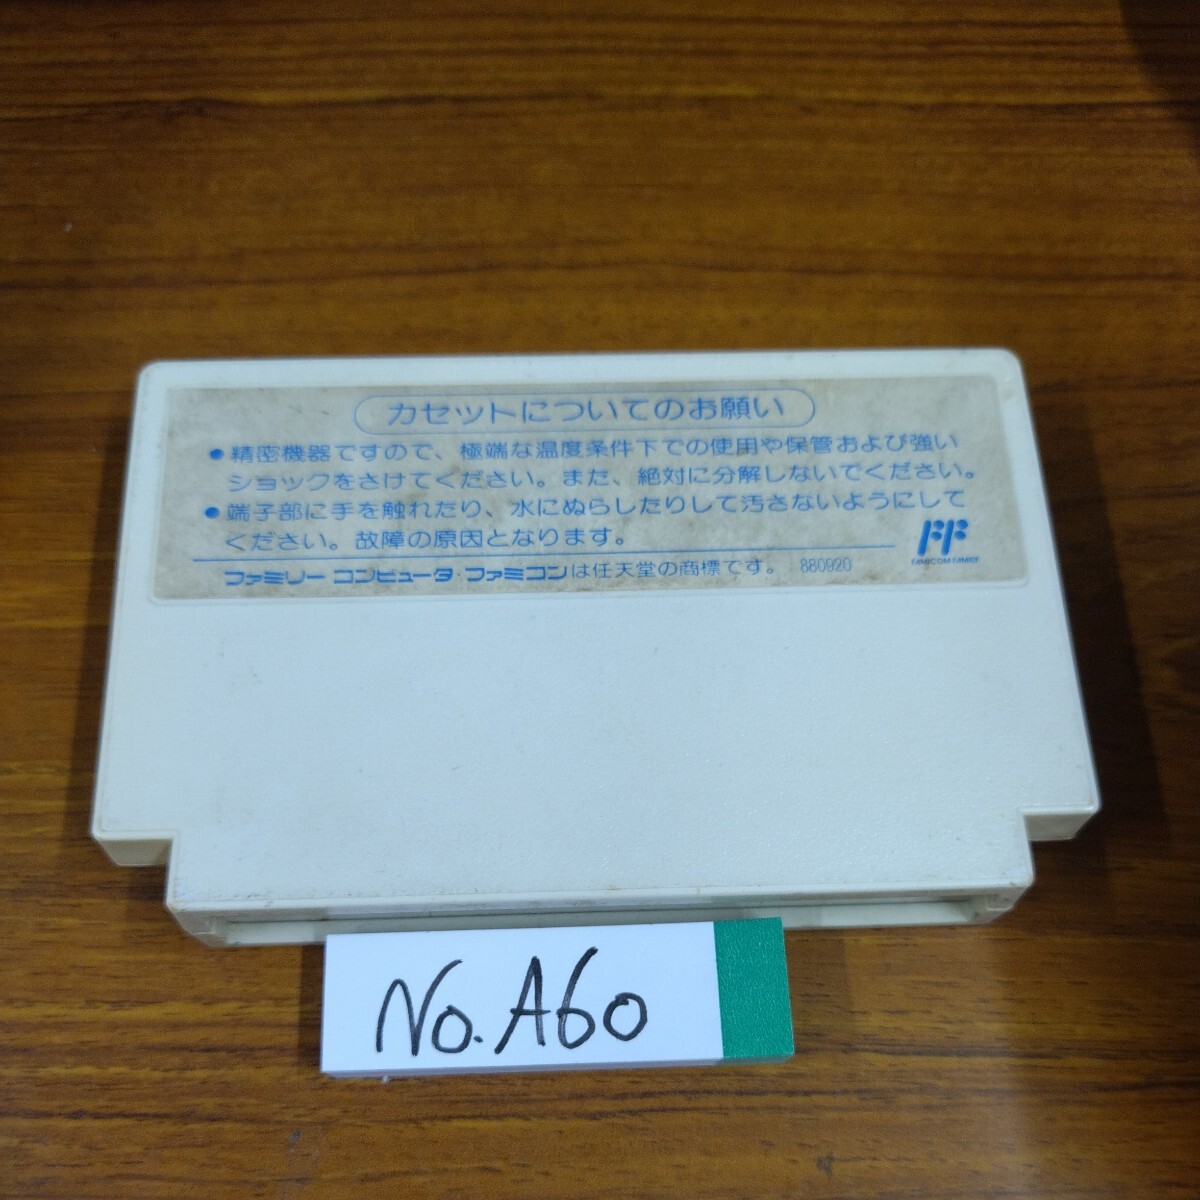 カセットについてのお願い
●精密機器ですので、極端な温度条件下での使用や保管および強い
ショックをさけてください。また、絶対に分解しないでください。
●端子部に手を触れたり、水にぬらしたりして汚さないようにして
ください。故障の原因となります。
FF
FAMICOM FAMILY
ファミリーコンピュータ・ファミコンは任天堂の商標です。 880920
No.A60